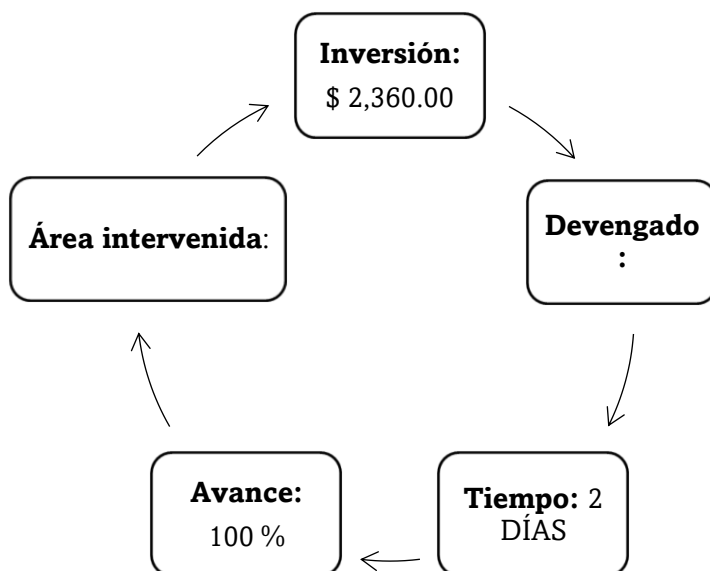 Inversión:
$ 2,360.00
Devengado
:
Tiempo: 2
DÍAS
Avance:
100 %
Área intervenida: